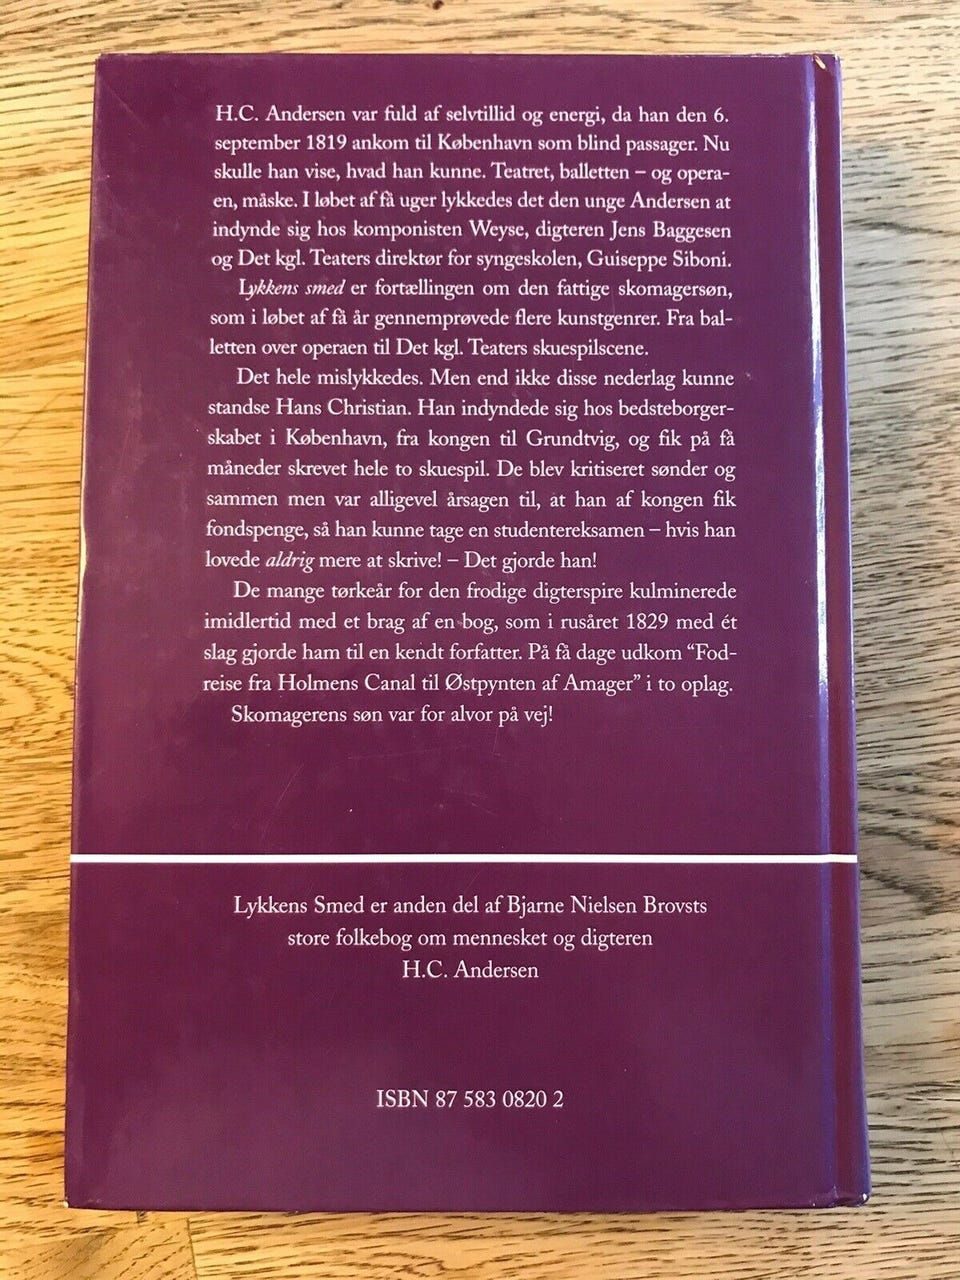 H.C. Andersen var fuld af selvtillid og energi, da han den 6.
september 1819 ankom til København som blind passager. Nu
skulle han vise, hvad han kunne. Teatret, balletten – og opera-
en, måske. I løbet af få uger lykkedes det den unge Andersen at
indynde sig hos komponisten Weyse, digteren Jens Baggesen
og Det kgl. Teaters direktør for syngeskolen, Guiseppe Siboni.
Lykkens smed er fortællingen om den fattige skomagersøn,
som i løbet af få år gennemprøvede flere kunstgenrer. Fra bal-
letten over operaen til Det kgl. Teaters skuespilscene.
Det hele mislykkedes. Men end ikke disse nederlag kunne
standse Hans Christian. Han indyndede sig hos bedsteborger-
skabet i København, fra kongen til Grundtvig, og fik på få
måneder skrevet hele to skuespil. De blev kritiseret sønder og
sammen men var alligevel årsagen til, at han af kongen fik
fondspenge, så han kunne tage en studentereksamen – hvis han
lovede aldrig mere at skrive! – Det gjorde han!
De mange tørkeår for den frodige digterspire kulminerede
imidlertid med et brag af en bog, som i rusåret 1829 med ét
slag gjorde ham til en kendt forfatter. På få dage udkom “Fod-
reise fra Holmens Canal til Østpynten af Amager” i to oplag.
Skomagerens søn var for alvor på vej!
Lykkens Smed er anden del af Bjarne Nielsen Brovsts
store folkebog om mennesket og digteren
H.C. Andersen
ISBN 87 583 0820 2